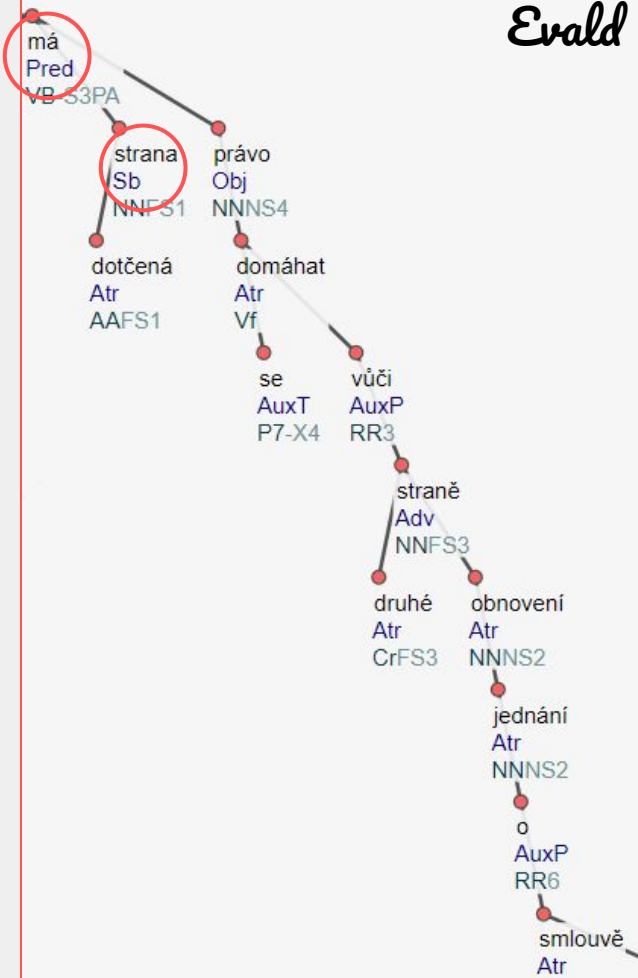 Evald
má
Pred
VB-S3PA
strana
Sb
NNFS1
právo
Obj
NNNS4
dotčená
Atr
AAFS1
domáhat
Atr
Vf
se
AuxT
P7-X4
vůči
AuxP
RR3
straně
Adv
NNFS3
druhé
Atr
CrFS3
obnovení
Atr
NNNS2
jednání
Atr
NNNS2
o
AuxP
RR6
smlouvě
Atr